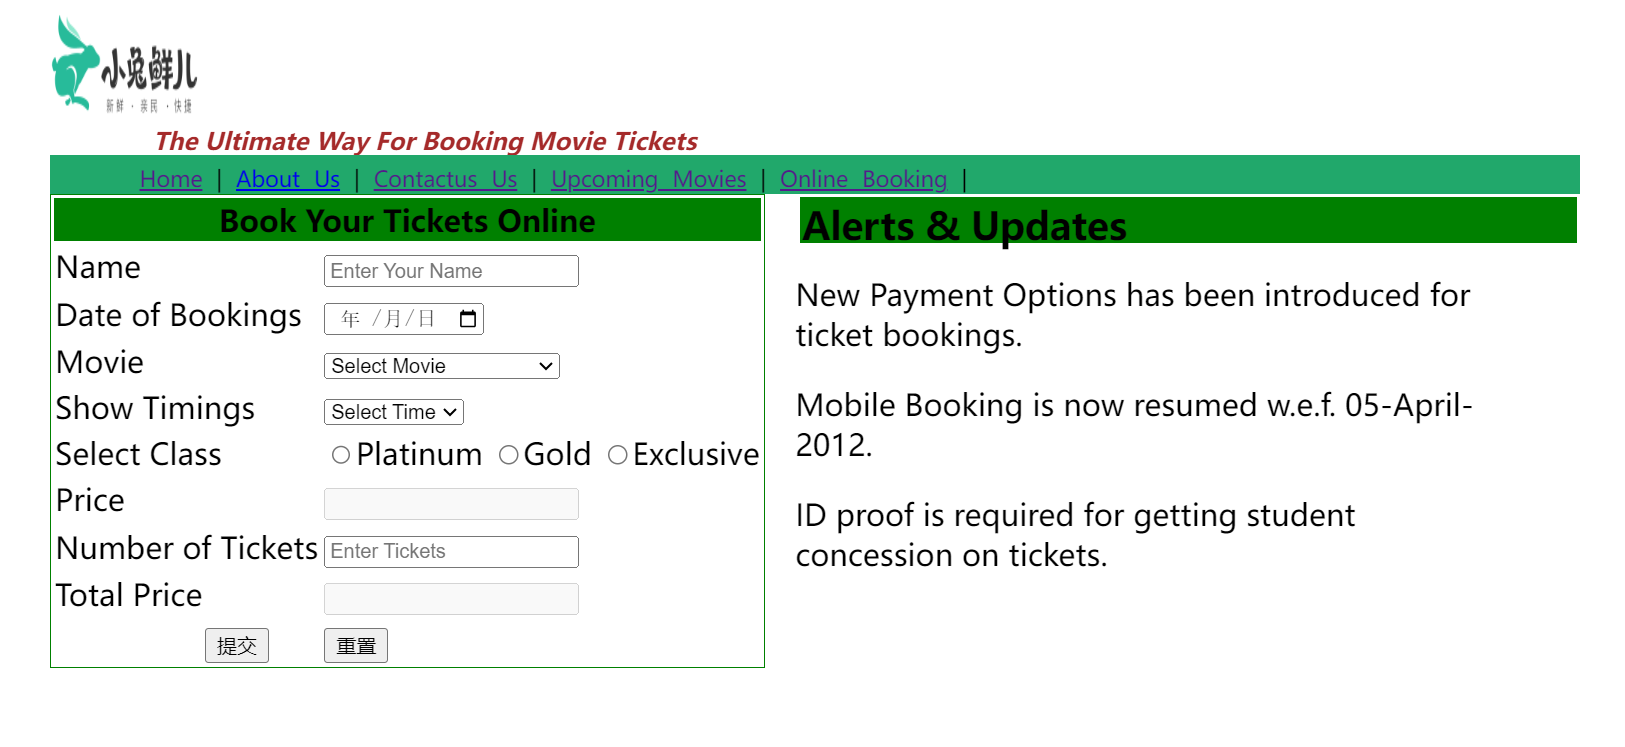 小兔鲜儿
新鲜 · 亲民 · 快捷
The Ultimate Way For Booking Movie Tickets
Home | About Us | Contactus Us | Upcoming Movies | Online Booking |
Book Your Tickets Online
Name Enter Your Name
Date of Bookings 年 /月/日
Movie Select Movie
Show Timings Select Time
Select Class Platinum Gold Exclusive
Price
Number of Tickets Enter Tickets
Total Price
提交 重置
Alerts & Updates
New Payment Options has been introduced for
ticket bookings.
Mobile Booking is now resumed w.e.f. 05-April-
2012.
ID proof is required for getting student
concession on tickets.